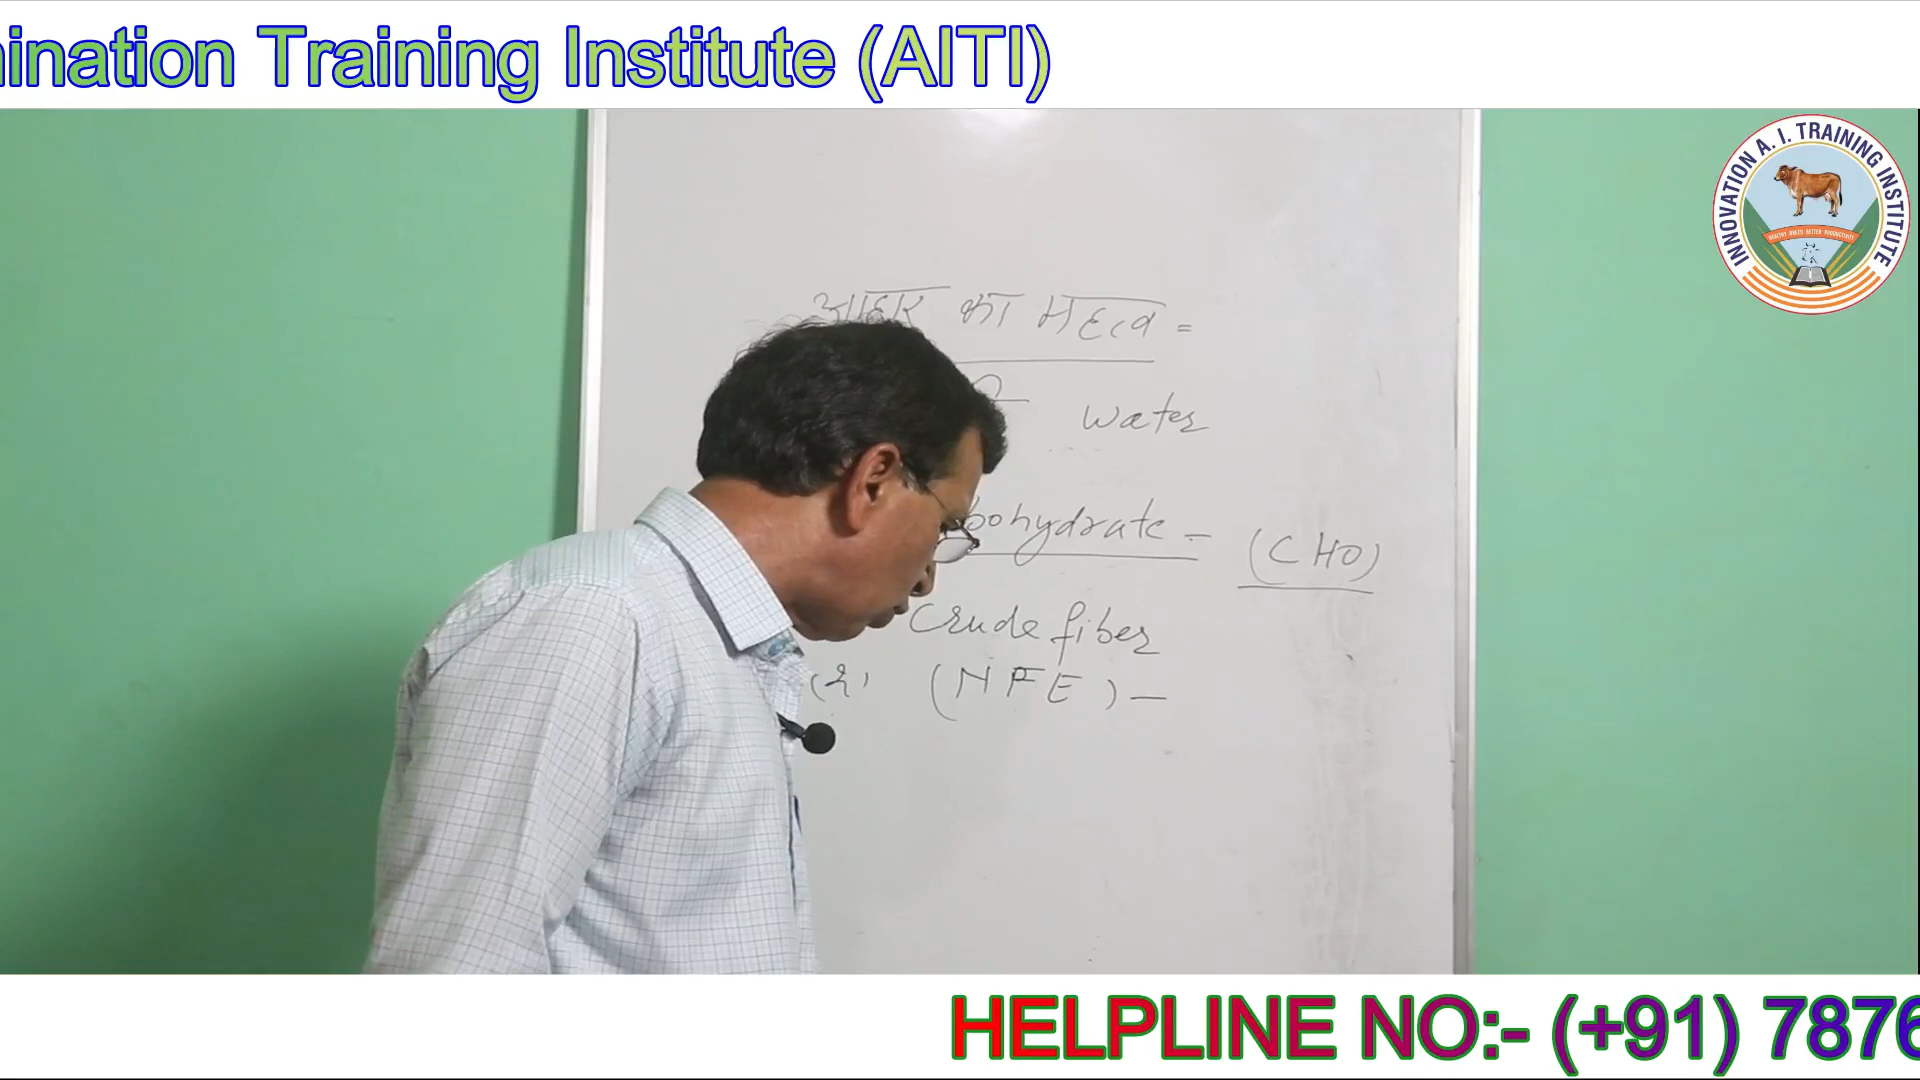 ination Training Institute (AITI)
INNOVATION A. I. TRAINING INSTITUTE
आहार का महत्व =
water
bohydrate - (CHO)
Crude fiber
(२) (NFE) -
HELPLINE NO:- (+91) 7876